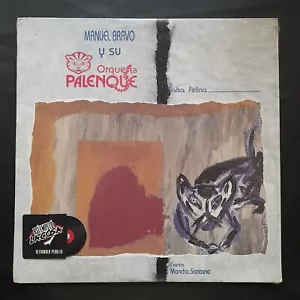 MANUEL BRAVO
Y SU
Orquesta
PALENQUE
Salsa Felina
Canta
Moncho Santana